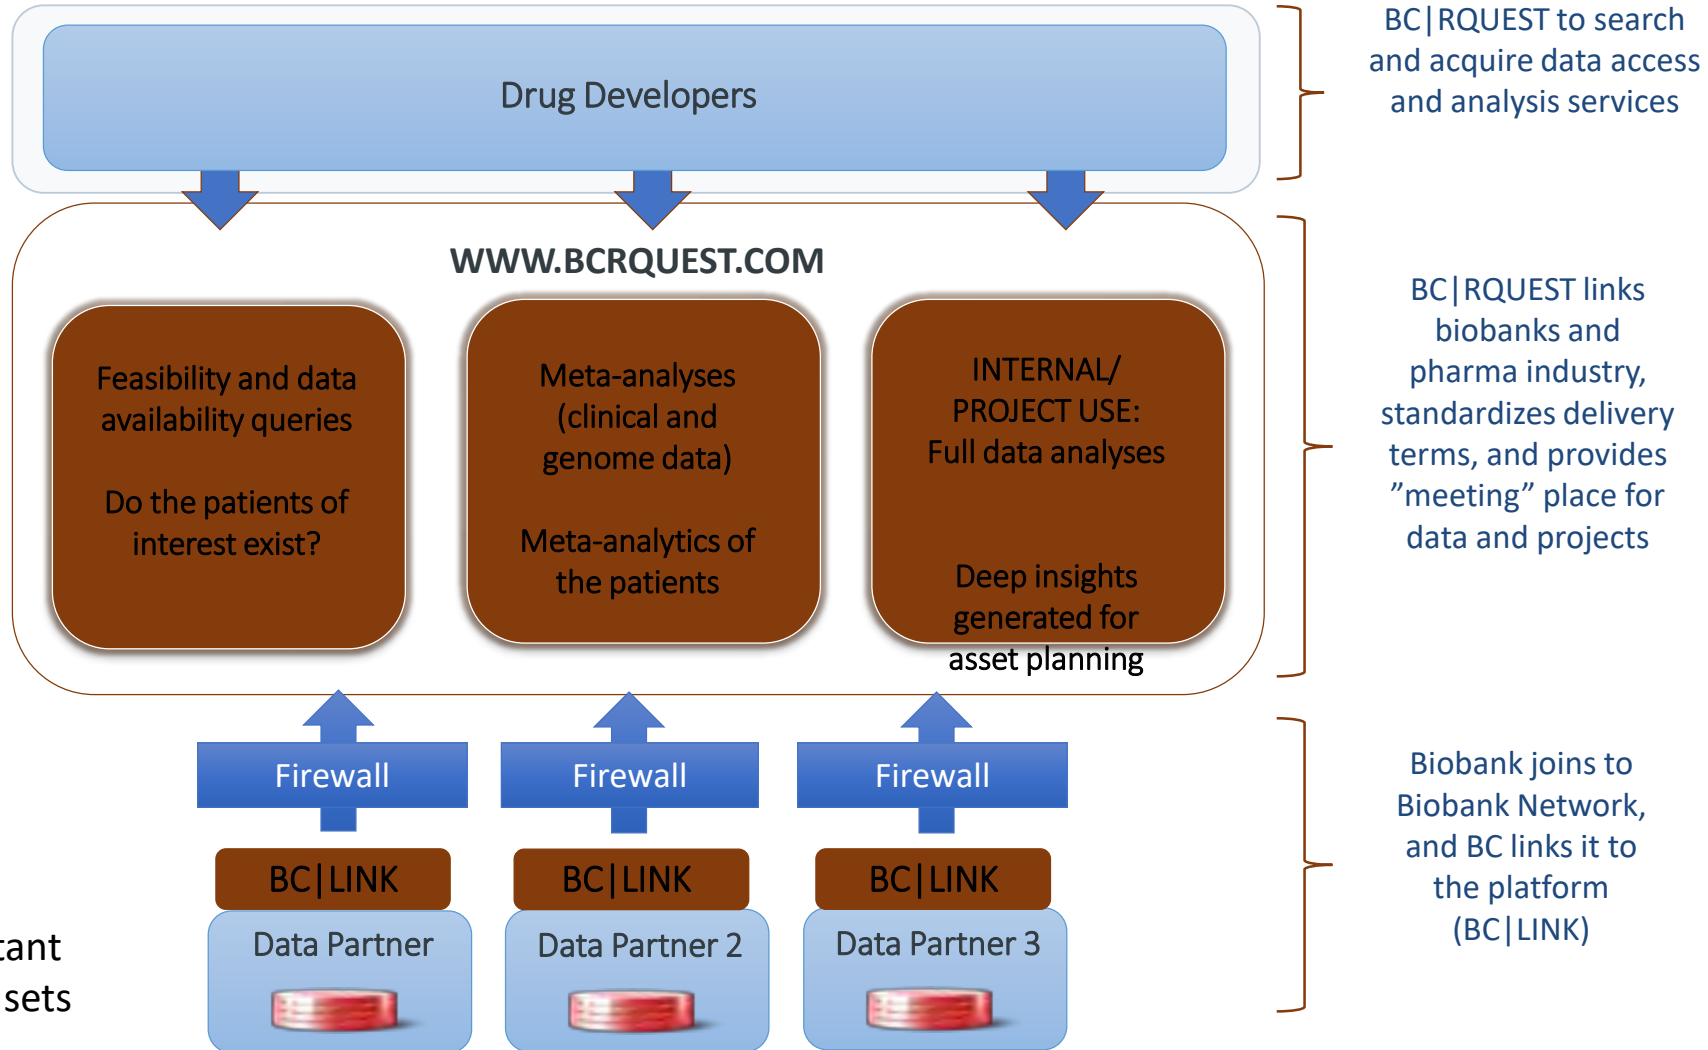 Drug Developers
BC|RQUEST to search
and acquire data access
and analysis services
WWW.BCRQUEST.COM
Feasibility and data
availability queries
Do the patients of
interest exist?
Meta-analyses
(clinical and
genome data)
Meta-analytics of
the patients
INTERNAL/
PROJECT USE:
Full data analyses
Deep insights
generated for
asset planning
BC|RQUEST links
biobanks and
pharma industry,
standardizes delivery
terms, and provides
”meeting” place for
data and projects
Firewall
Firewall
Firewall
BC|LINK
BC|LINK
BC|LINK
Data Partner
Data Partner 2
Data Partner 3
Biobank joins to
Biobank Network,
and BC links it to
the platform
(BC|LINK)
tant
sets